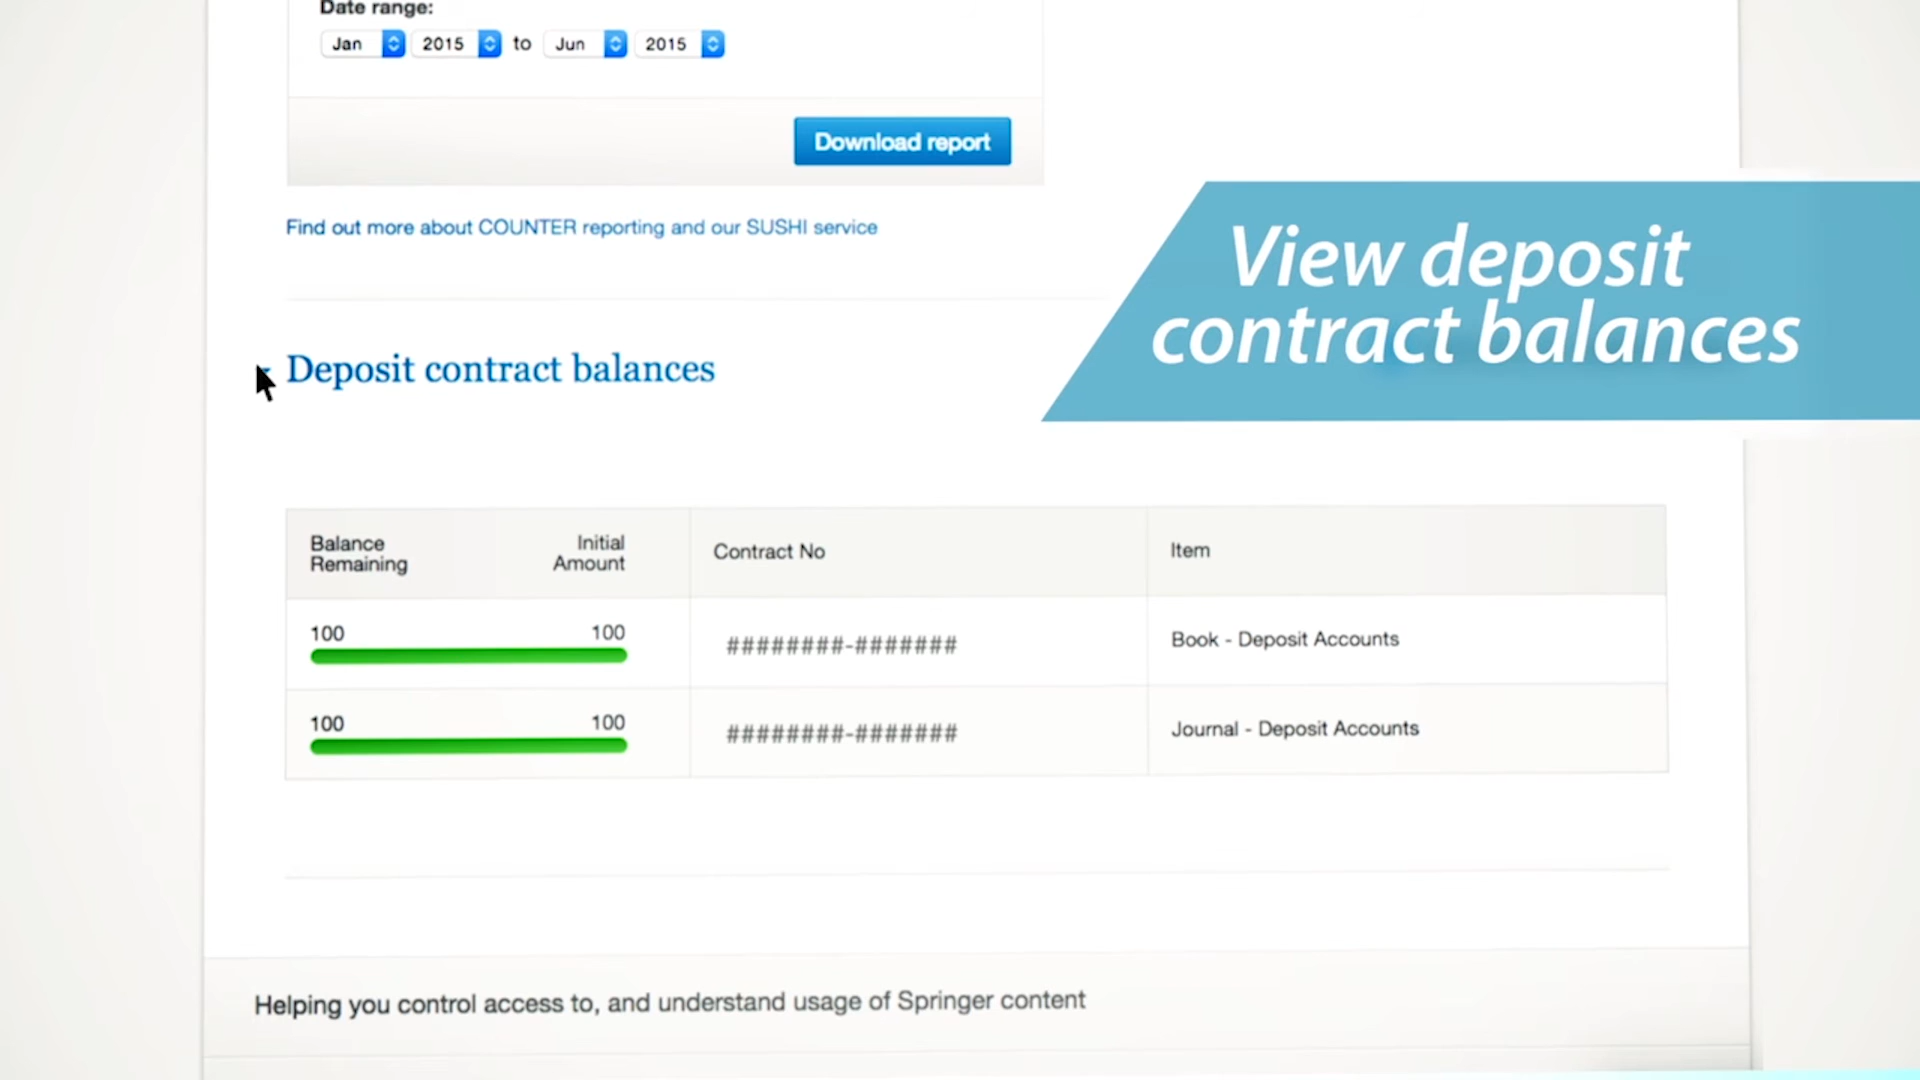 Date range:
Jan 2015 to Jun 2015
Download report
Find out more about COUNTER reporting and our SUSHI service
View deposit
contract balances
Deposit contract balances
Balance
Remaining
Initial
Amount
Contract No
Item
100 100
########-#######
Book - Deposit Accounts
100 100
########-#######
Journal - Deposit Accounts
Helping you control access to, and understand usage of Springer content